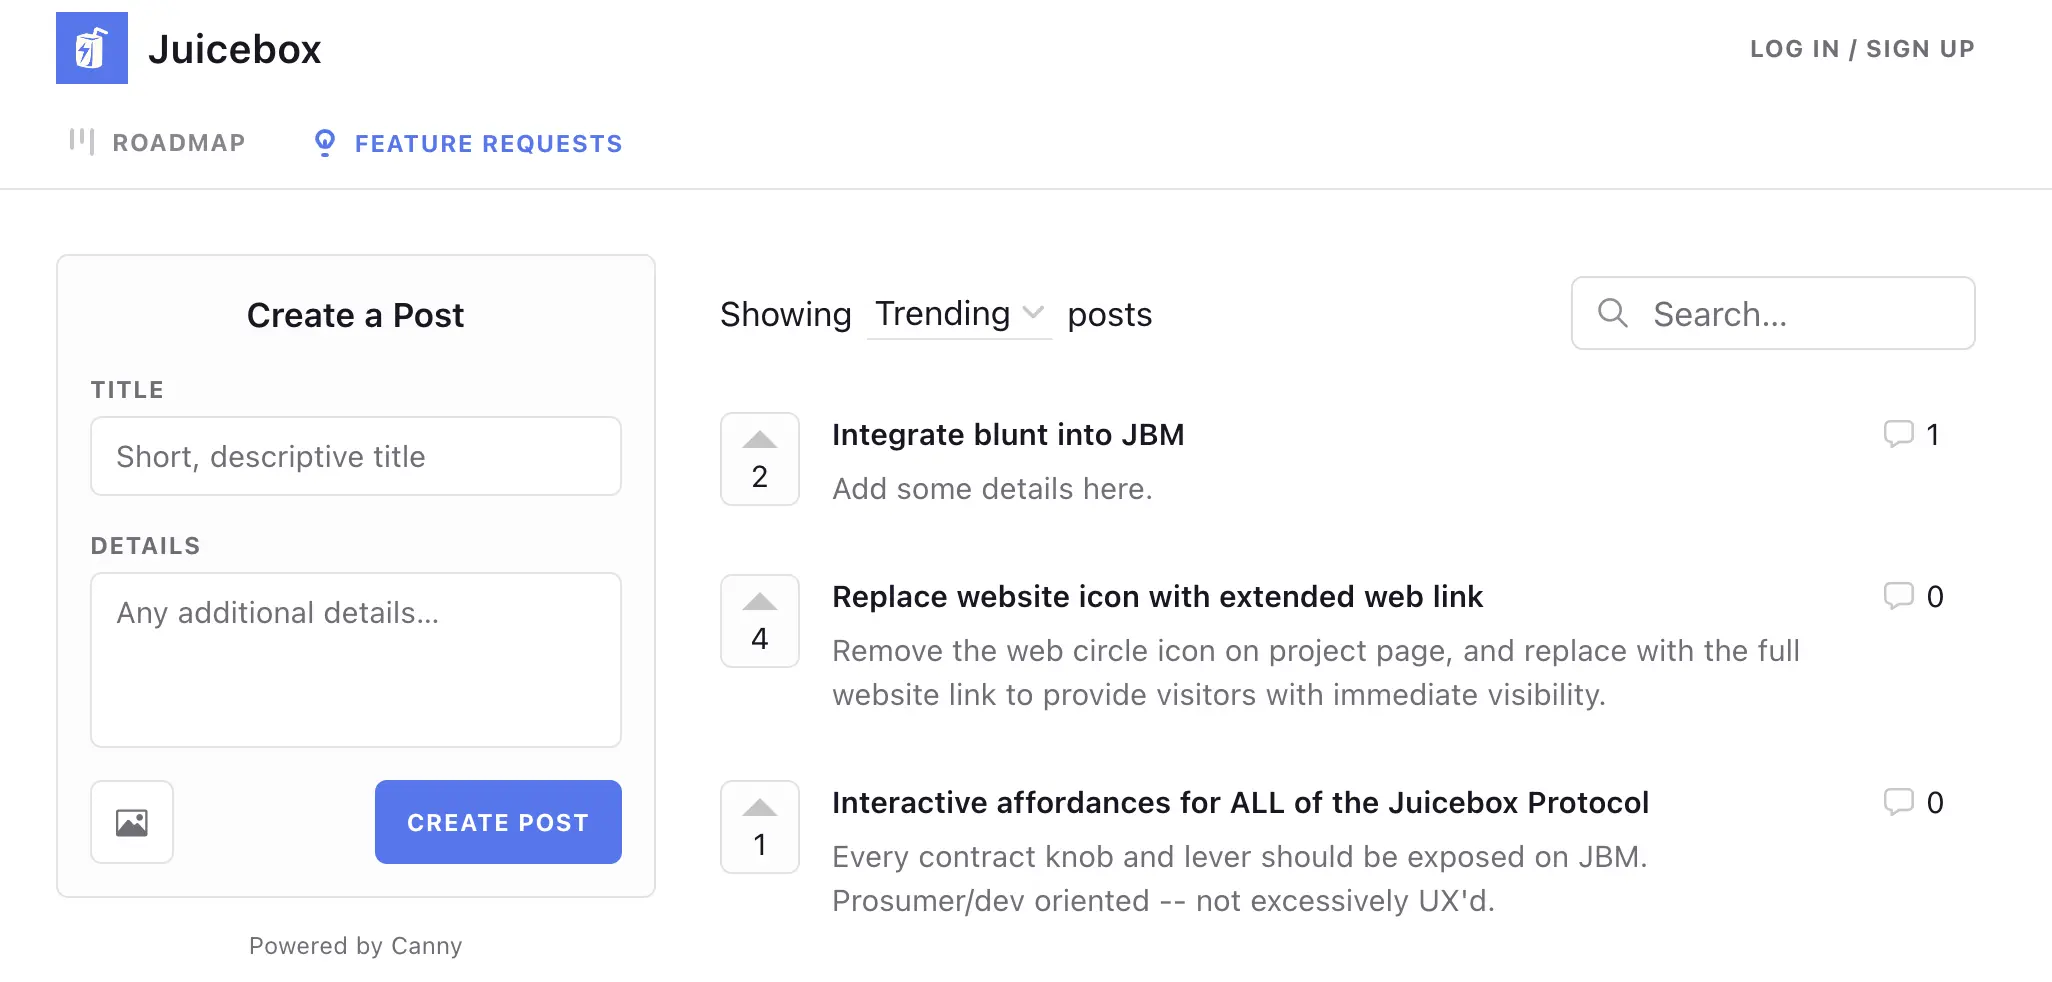 Juicebox
LOG IN / SIGN UP
ROADMAP
FEATURE REQUESTS
Create a Post
TITLE
Short, descriptive title
DETAILS
Any additional details...
CREATE POST
Powered by Canny
Showing Trending posts
Search...
2
Integrate blunt into JBM
1
Add some details here.
4
Replace website icon with extended web link
0
Remove the web circle icon on project page, and replace with the full
website link to provide visitors with immediate visibility.
1
Interactive affordances for ALL of the Juicebox Protocol
0
Every contract knob and lever should be exposed on JBM.
Prosumer/dev oriented -- not excessively UX'd.